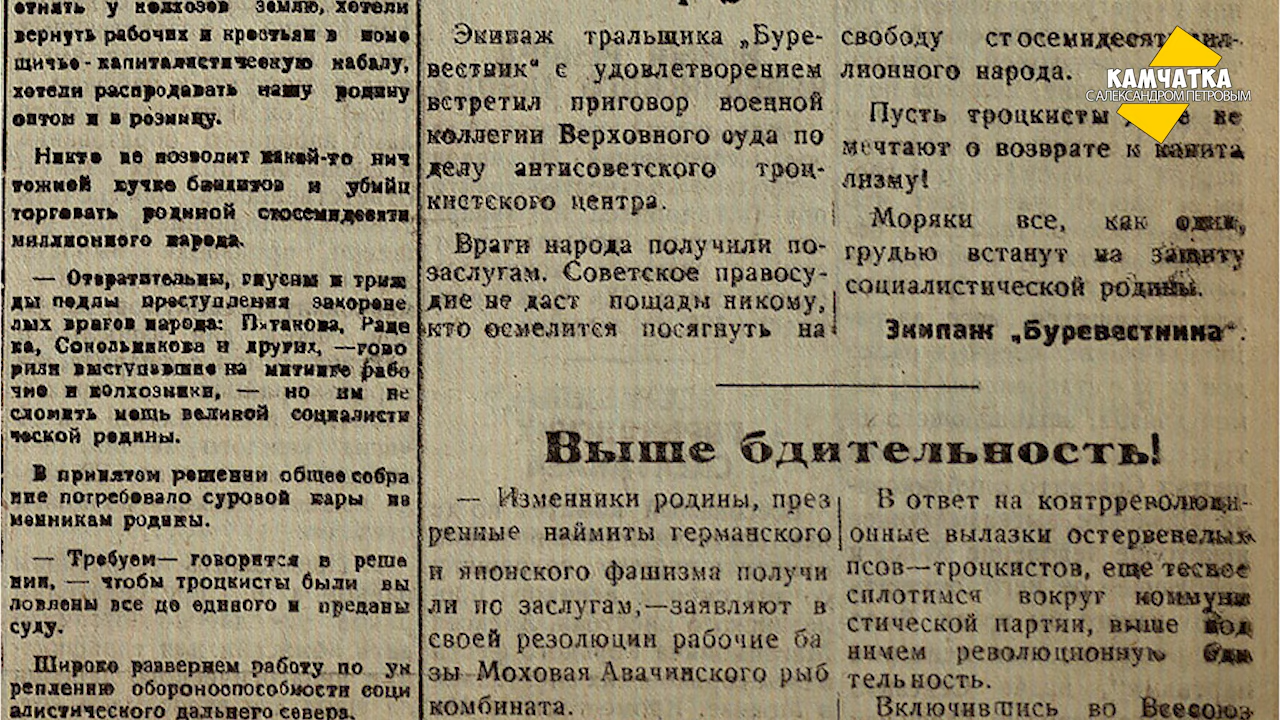 отнять у колхозов землю, хотели
вернуть рабочих и крестьян в поме
щичье-капиталистическую кабалу,
хотели распродавать нашу родину
оптом и в розницу.
Никто не позволит какой-то нич
тожной кучке бандитов и убийц
торговать родиной стосемидесяти
миллионного народа.
— Отвратительны, гнусны и триж
ды подлы преступления заморене
лых врагов народа: Пятакова, Раде
ка, Сокольникова и других, —гово
рили выступавшие на митинге рабо
чие и колхозники, — но им не
сломить мощь великой социалисти
ческой родины.
В принятом решении общее собра
ние потребовало суровой кары из
менникам родины.
— Требуем— говорится в реше
нии, — чтобы троцкисты были вы
ловлены все до единого и преданы
суду.
Широко развернем работу по ук
реплению обороноспособности соци
алистического дальнего севера.
Экипаж тральщика „Буре-
вестник“ с удовлетворением
встретил приговор военной
коллегии Верховного суда по
делу антисоветского троц-
кистского центра.
Враги народа получили по-
заслугам. Советское правосу-
дие не даст пощады никому,
кто осмелится посягнуть на
свободу стосемидесятимил-
лионного народа.
Пусть троцкисты не
мечтают о возврате к капита
лизму!
Моряки все, как один,
грудью встанут на защиту
социалистической родины.
Экипаж „Буревестника“.
Выше бдительность!
— Изменники родины, през
ренные наймиты германского
и японского фашизма получи
ли по заслугам,—заявляют в
своей резолюции рабочие ба
зы Моховая Авачинского рыб
комбината.
В ответ на контрреволюци-
онные вылазки остервенелых
псов—троцкистов, еще теснее
сплотимся вокруг коммуни
стической партии, выше под
нимем революционную бди
тельность.
Включившись во Всесоюз-
КАМЧАТКА
С АЛЕКСАНДРОМ ПЕТРОВЫМ